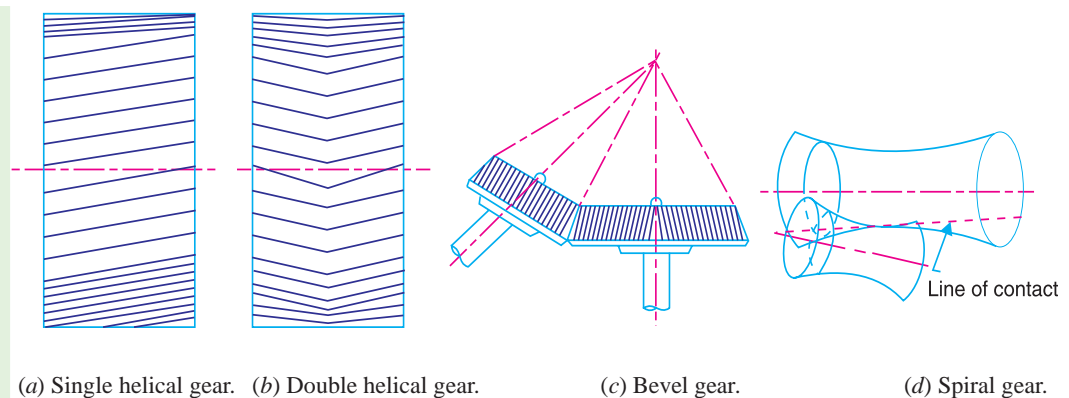 Line of contact
(a) Single helical gear. (b) Double helical gear. (c) Bevel gear. (d) Spiral gear.